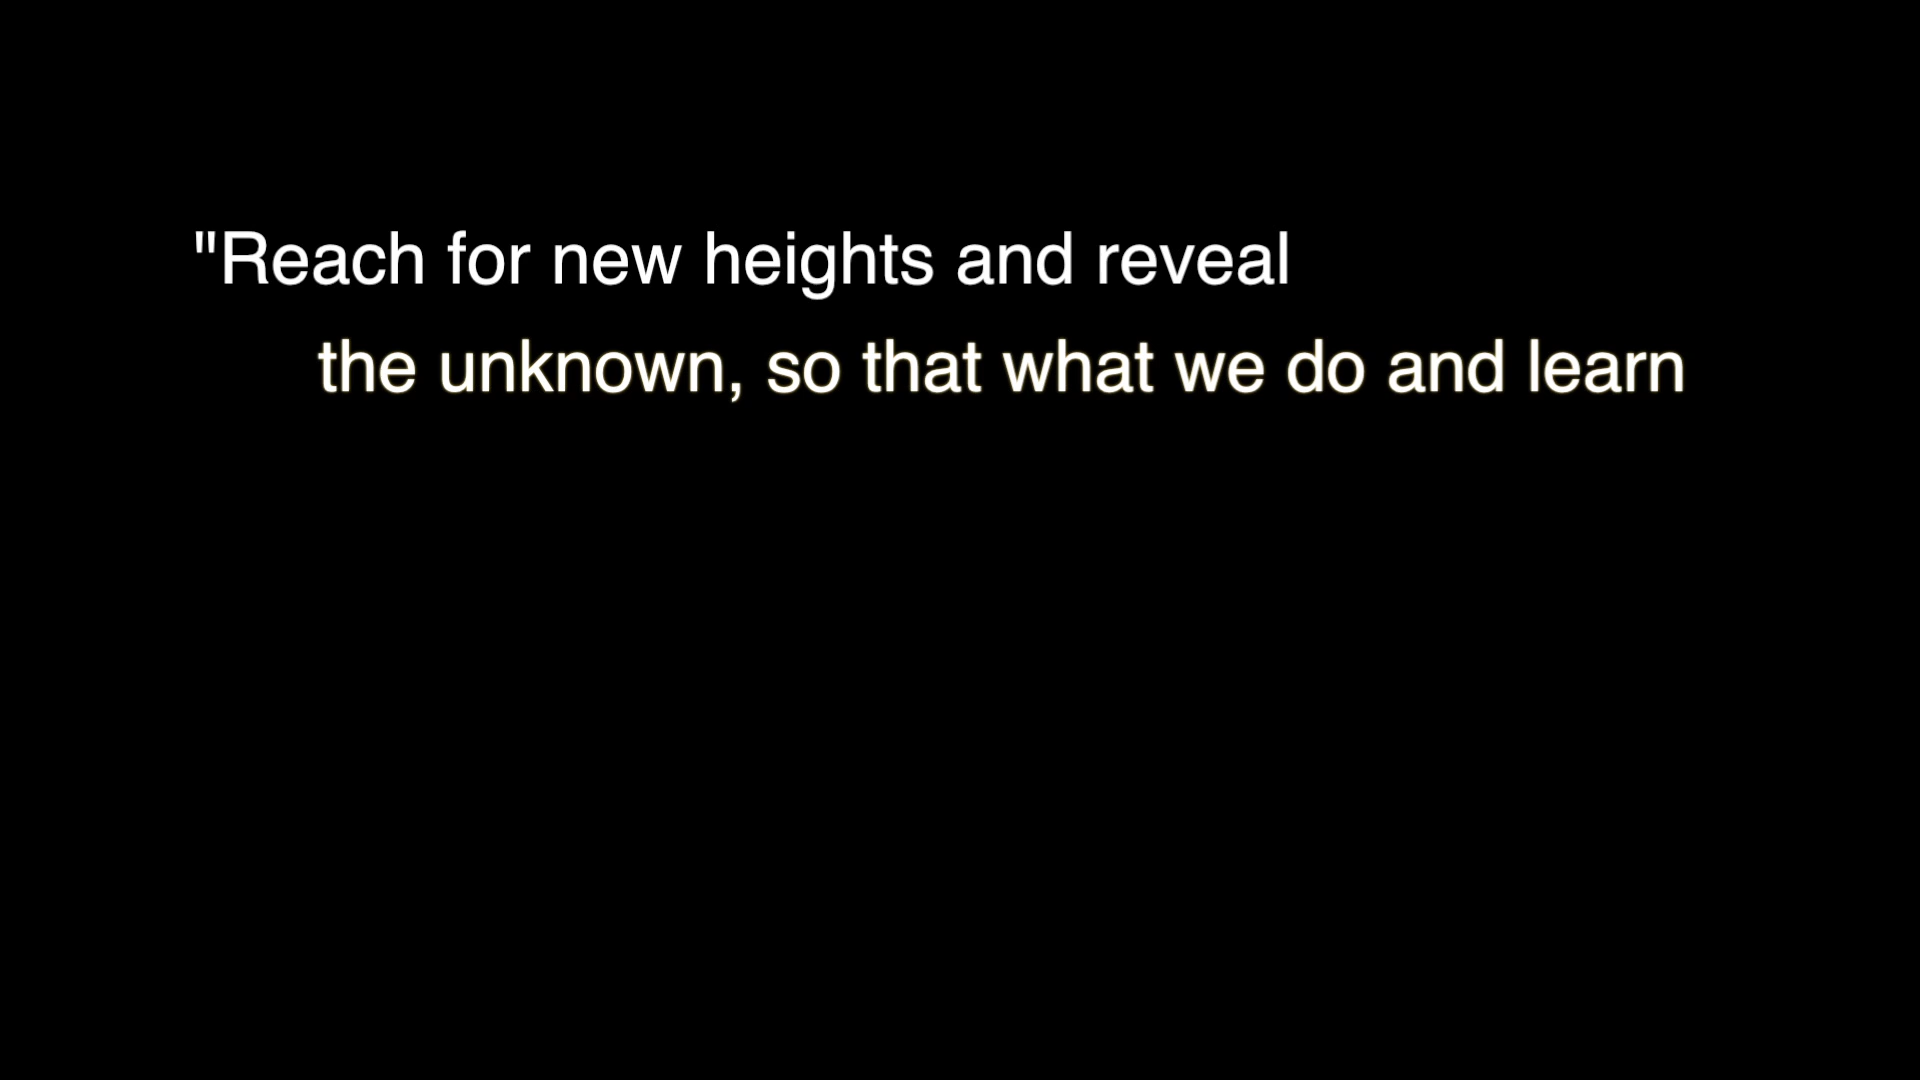 "Reach for new heights and reveal
the unknown, so that what we do and learn